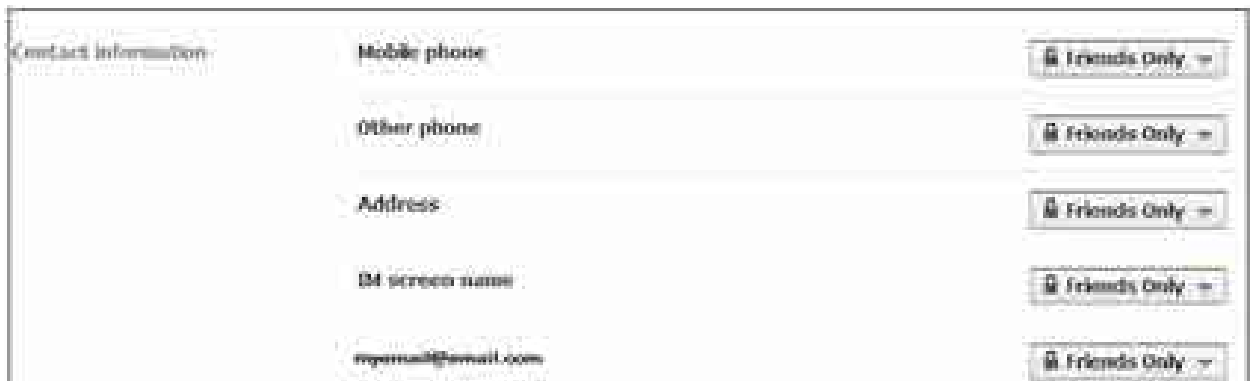 Contact information
Mobile phone
Friends Only
Other phone
Friends Only
Address
Friends Only
IM screen name
Friends Only
myemail@email.com
Friends Only